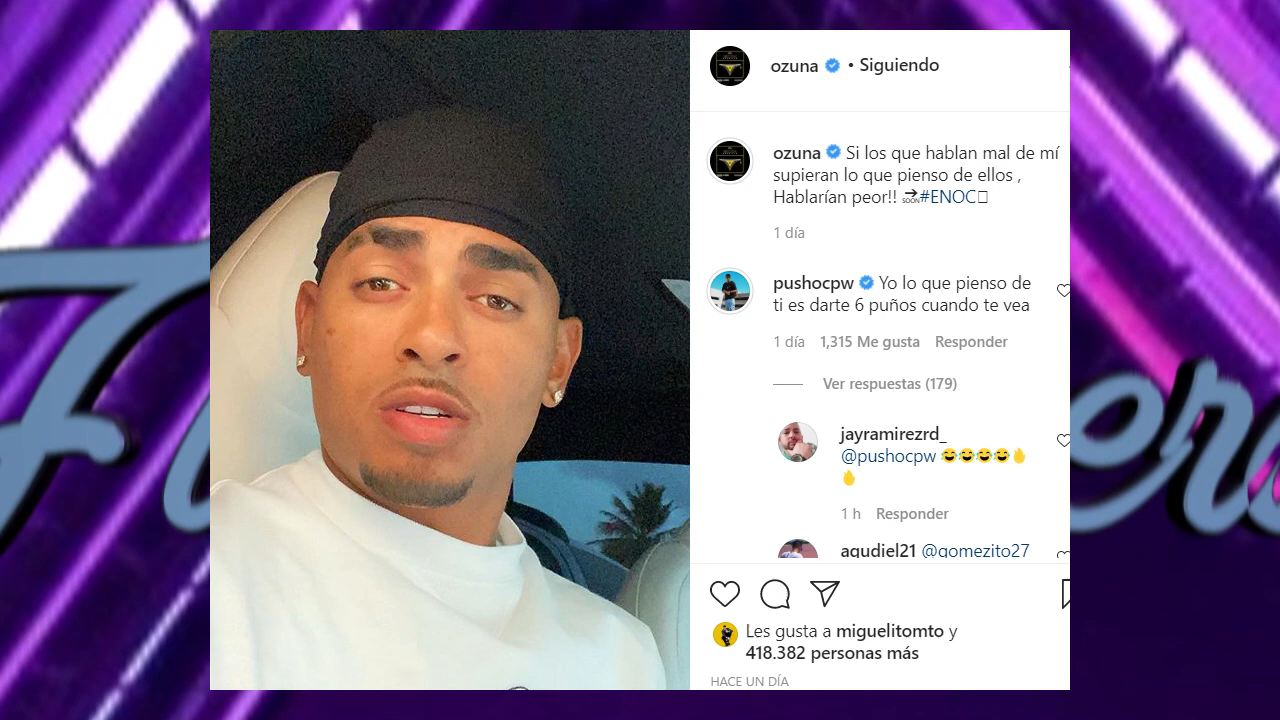 ozuna • Siguiendo
ozuna Si los que hablan mal de mí
supieran lo que pienso de ellos ,
Hablarían peor!! #ENOC
1 día
pushocpw Yo lo que pienso de
ti es darte 6 puños cuando te vea
1 día 1,315 Me gusta Responder
Ver respuestas (179)
jayramirezrd_
@pushocpw 😂😂😂😂
1 h Responder
agudiel21 @gomezito27
Les gusta a miguelitomto y
418.382 personas más
HACE UN DÍA